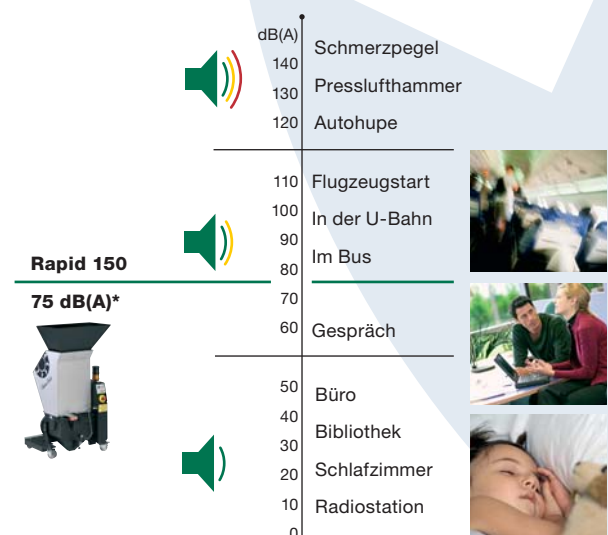 dB(A)
140 Schmerzpegel
130 Presslufthammer
120 Autohupe
110 Flugzeugstart
100 In der U-Bahn
90 Im Bus
80
Rapid 150
75 dB(A)*
70
60 Gespräch
50 Büro
40 Bibliothek
30
20 Schlafzimmer
10 Radiostation
0